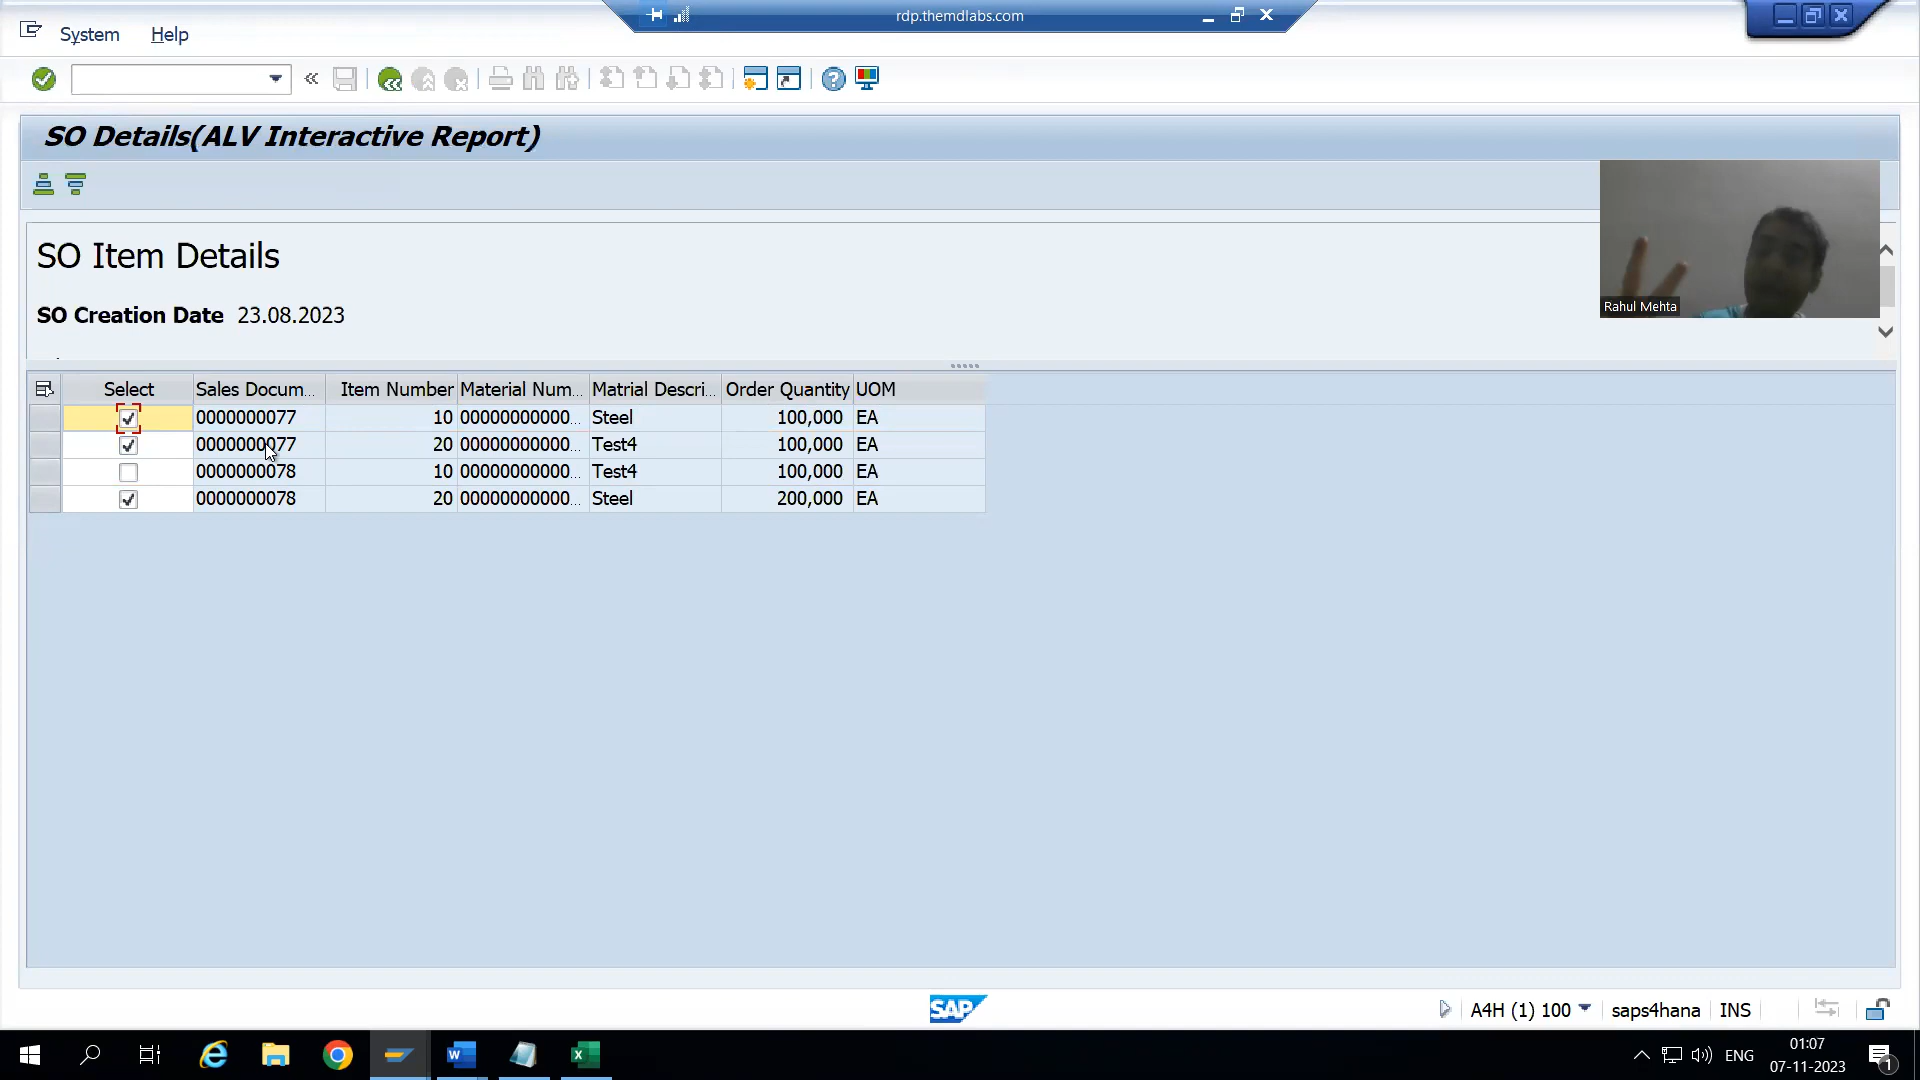 rdp.themdlabs.com
System Help
SO Details(ALV Interactive Report)
SO Item Details
SO Creation Date 23.08.2023
Rahul Mehta
Select Sales Docum... Item Number Material Num... Matrial Descri... Order Quantity UOM
0000000077 10 00000000000... Steel 100,000 EA
0000000077 20 00000000000... Test4 100,000 EA
0000000078 10 00000000000... Test4 100,000 EA
0000000078 20 00000000000... Steel 200,000 EA
SAP
A4H (1) 100 saps4hana INS
ENG
01:07
07-11-2023
1